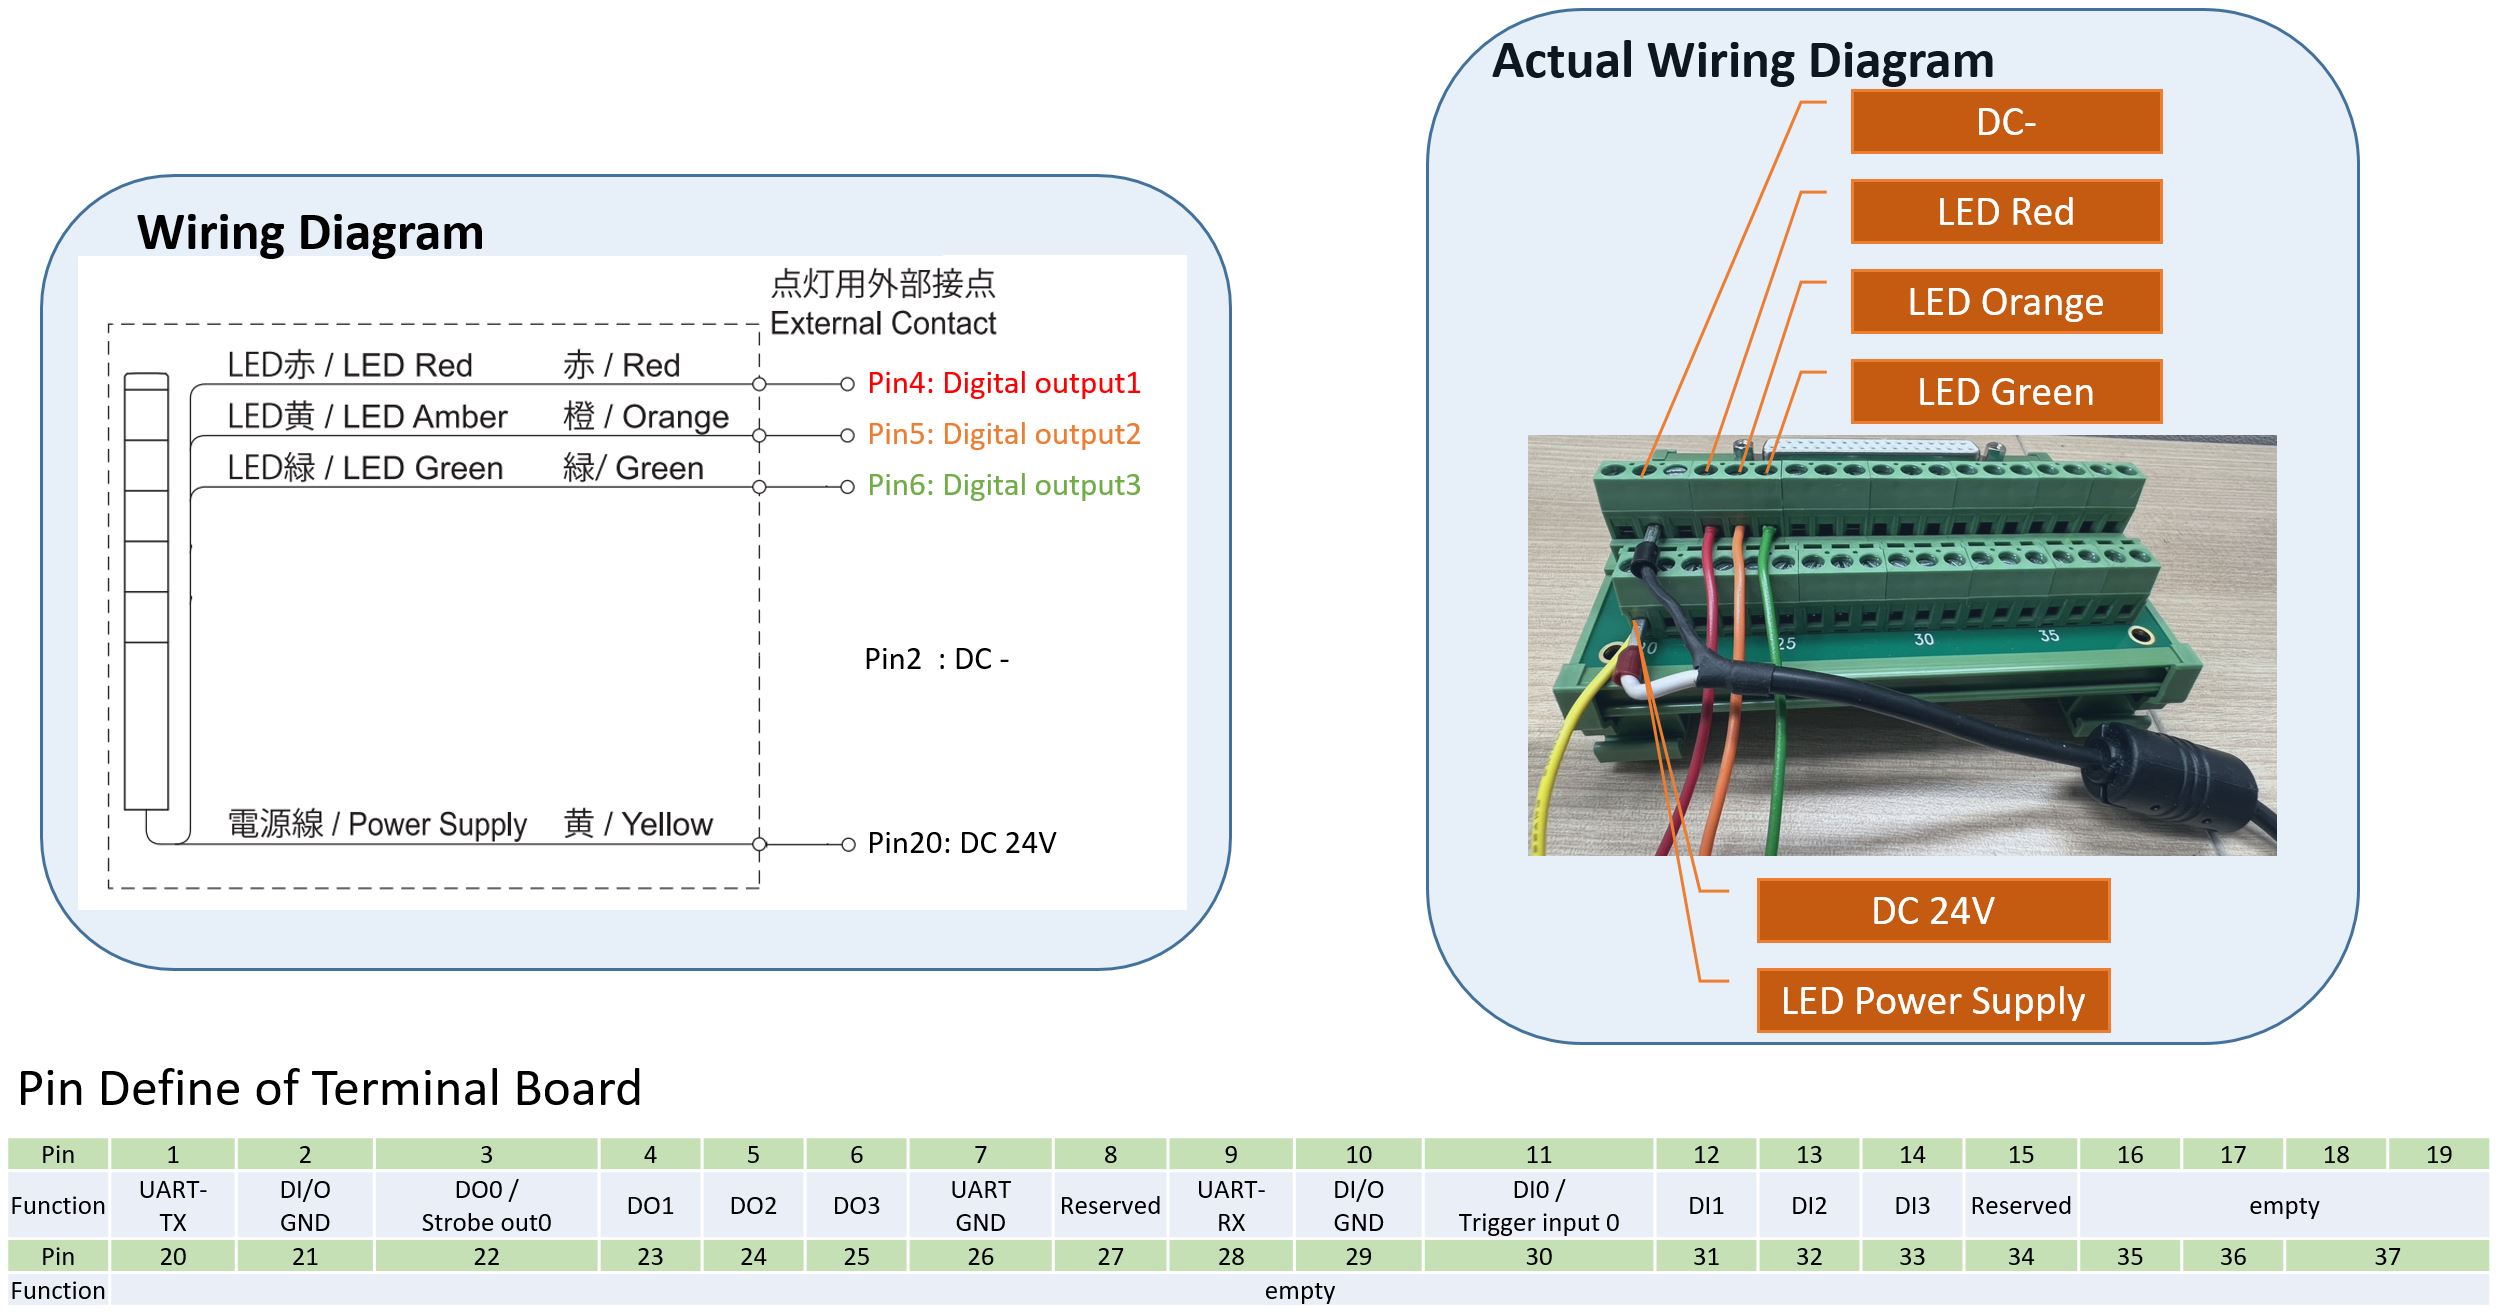 Wiring Diagram
点灯用外部接点
External Contact
LED赤 / LED Red 赤 / Red Pin4: Digital output1
LED黄 / LED Amber 橙 / Orange Pin5: Digital output2
LED緑 / LED Green 緑/ Green Pin6: Digital output3
Pin2 : DC -
電源線 / Power Supply 黄 / Yellow Pin20: DC 24V
Actual Wiring Diagram
DC-
LED Red
LED Orange
LED Green
20 25 30 35
DC 24V
LED Power Supply
Pin Define of Terminal Board
Pin 1 2 3 4 5 6 7 8 9 10 11 12 13 14 15 16 17 18 19
Function UART-TX DI/O GND DO0 / Strobe out0 DO1 DO2 DO3 UART GND Reserved UART-RX DI/O GND DI0 / Trigger input 0 DI1 DI2 DI3 Reserved empty
Pin 20 21 22 23 24 25 26 27 28 29 30 31 32 33 34 35 36 37
Function empty